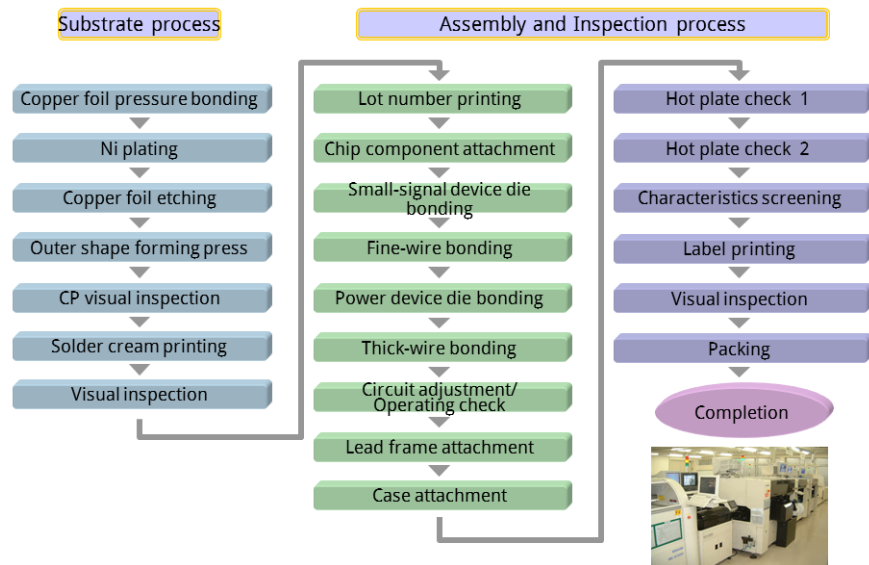 Substrate process
Assembly and Inspection process
Copper foil pressure bonding
Ni plating
Copper foil etching
Outer shape forming press
CP visual inspection
Solder cream printing
Visual inspection
Lot number printing
Chip component attachment
Small-signal device die
bonding
Fine-wire bonding
Power device die bonding
Thick-wire bonding
Circuit adjustment/
Operating check
Lead frame attachment
Case attachment
Hot plate check 1
Hot plate check 2
Characteristics screening
Label printing
Visual inspection
Packing
Completion